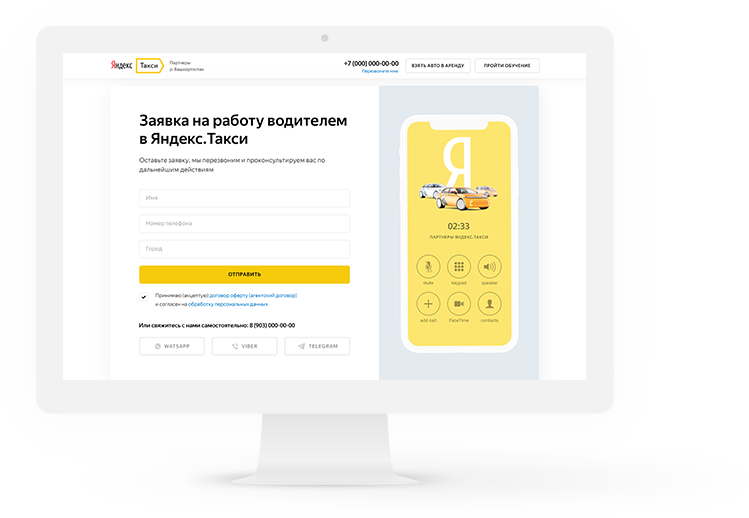 Яндекс Такси
Партнеры
р. Башкортостан
+7 (000) 000-00-00
Перезвоните мне
ВЗЯТЬ АВТО В АРЕНДУ
ПРОЙТИ ОБУЧЕНИЕ
Заявка на работу водителем
в Яндекс.Такси
Оставьте заявку, мы перезвоним и проконсультируем вас по
дальнейшим действиям
Имя
Номер телефона
Город
ОТПРАВИТЬ
Принимаю (акцептую) договор оферту (агентский договор)
и согласен на обработку персональных данных
Или свяжитесь с нами самостоятельно: 8 (903) 000-00-00
WATSAPP
VIBER
TELEGRAM
Я
02:33
ПАРТНЕРЫ ЯНДЕКС.ТАКСИ
mute keypad speaker
add call FaceTime contacts